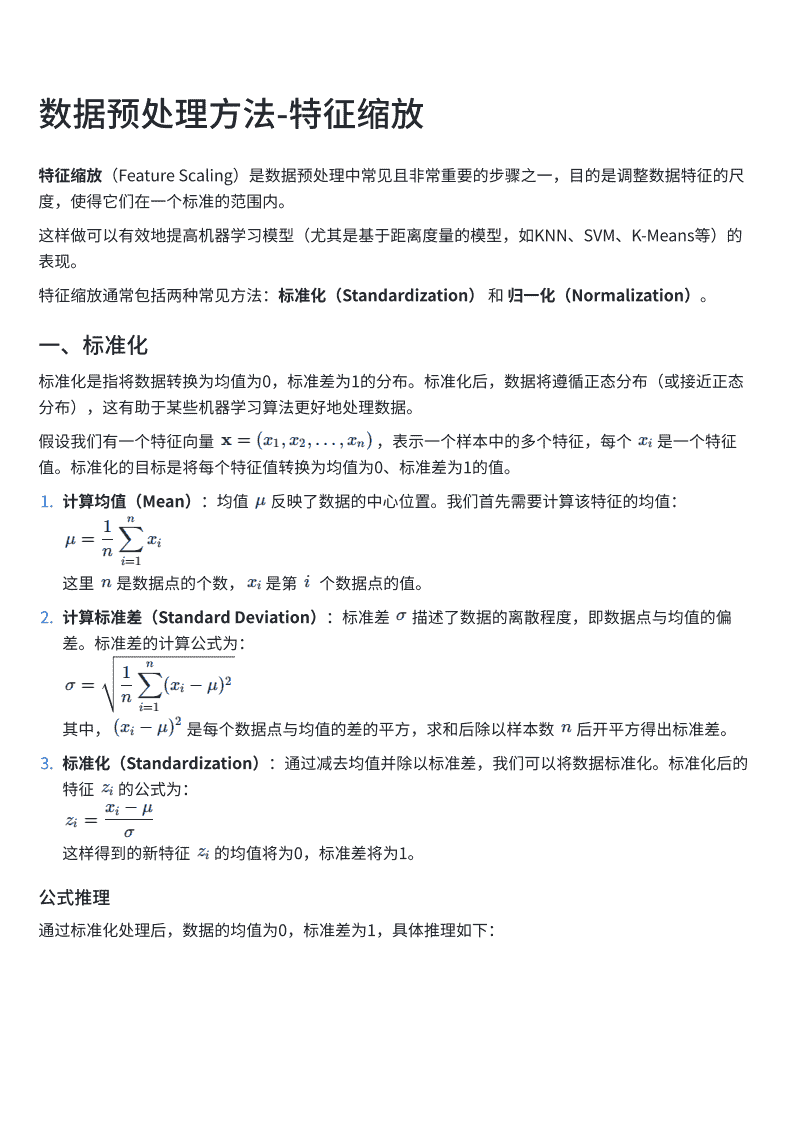 数据预处理方法-特征缩放
特征缩放（Feature Scaling）是数据预处理中常见且非常重要的步骤之一，目的是调整数据特征的尺
度，使得它们在一个标准的范围内。
这样做可以有效地提高机器学习模型（尤其是基于距离度量的模型，如KNN、SVM、K-Means等）的
表现。
特征缩放通常包括两种常见方法：标准化（Standardization） 和 归一化（Normalization）。
一、标准化
标准化是指将数据转换为均值为0，标准差为1的分布。标准化后，数据将遵循正态分布（或接近正态
分布），这有助于某些机器学习算法更好地处理数据。
假设我们有一个特征向量 x = (x₁, x₂, . . . , xₙ)，表示一个样本中的多个特征，每个 xᵢ 是一个特征
值。标准化的目标是将每个特征值转换为均值为0、标准差为1的值。
1. 计算均值（Mean）：均值 μ 反映了数据的中心位置。我们首先需要计算该特征的均值：
μ = \frac{1}{n} \sum_{i=1}^{n} xᵢ
这里 n 是数据点的个数， xᵢ 是第 i 个数据点的值。
2. 计算标准差（Standard Deviation）：标准差 σ 描述了数据的离散程度，即数据点与均值的偏
差。标准差的计算公式为：
σ = \sqrt{\frac{1}{n} \sum_{i=1}^{n} (xᵢ − μ)²}
其中， (xᵢ − μ)² 是每个数据点与均值的差的平方，求和后除以样本数 n 后开平方得出标准差。
3. 标准化（Standardization）：通过减去均值并除以标准差，我们可以将数据标准化。标准化后的
特征 zᵢ 的公式为：
zᵢ = \frac{xᵢ − μ}{σ}
这样得到的新特征 zᵢ 的均值将为0，标准差将为1。
公式推理
通过标准化处理后，数据的均值为0，标准差为1，具体推理如下：